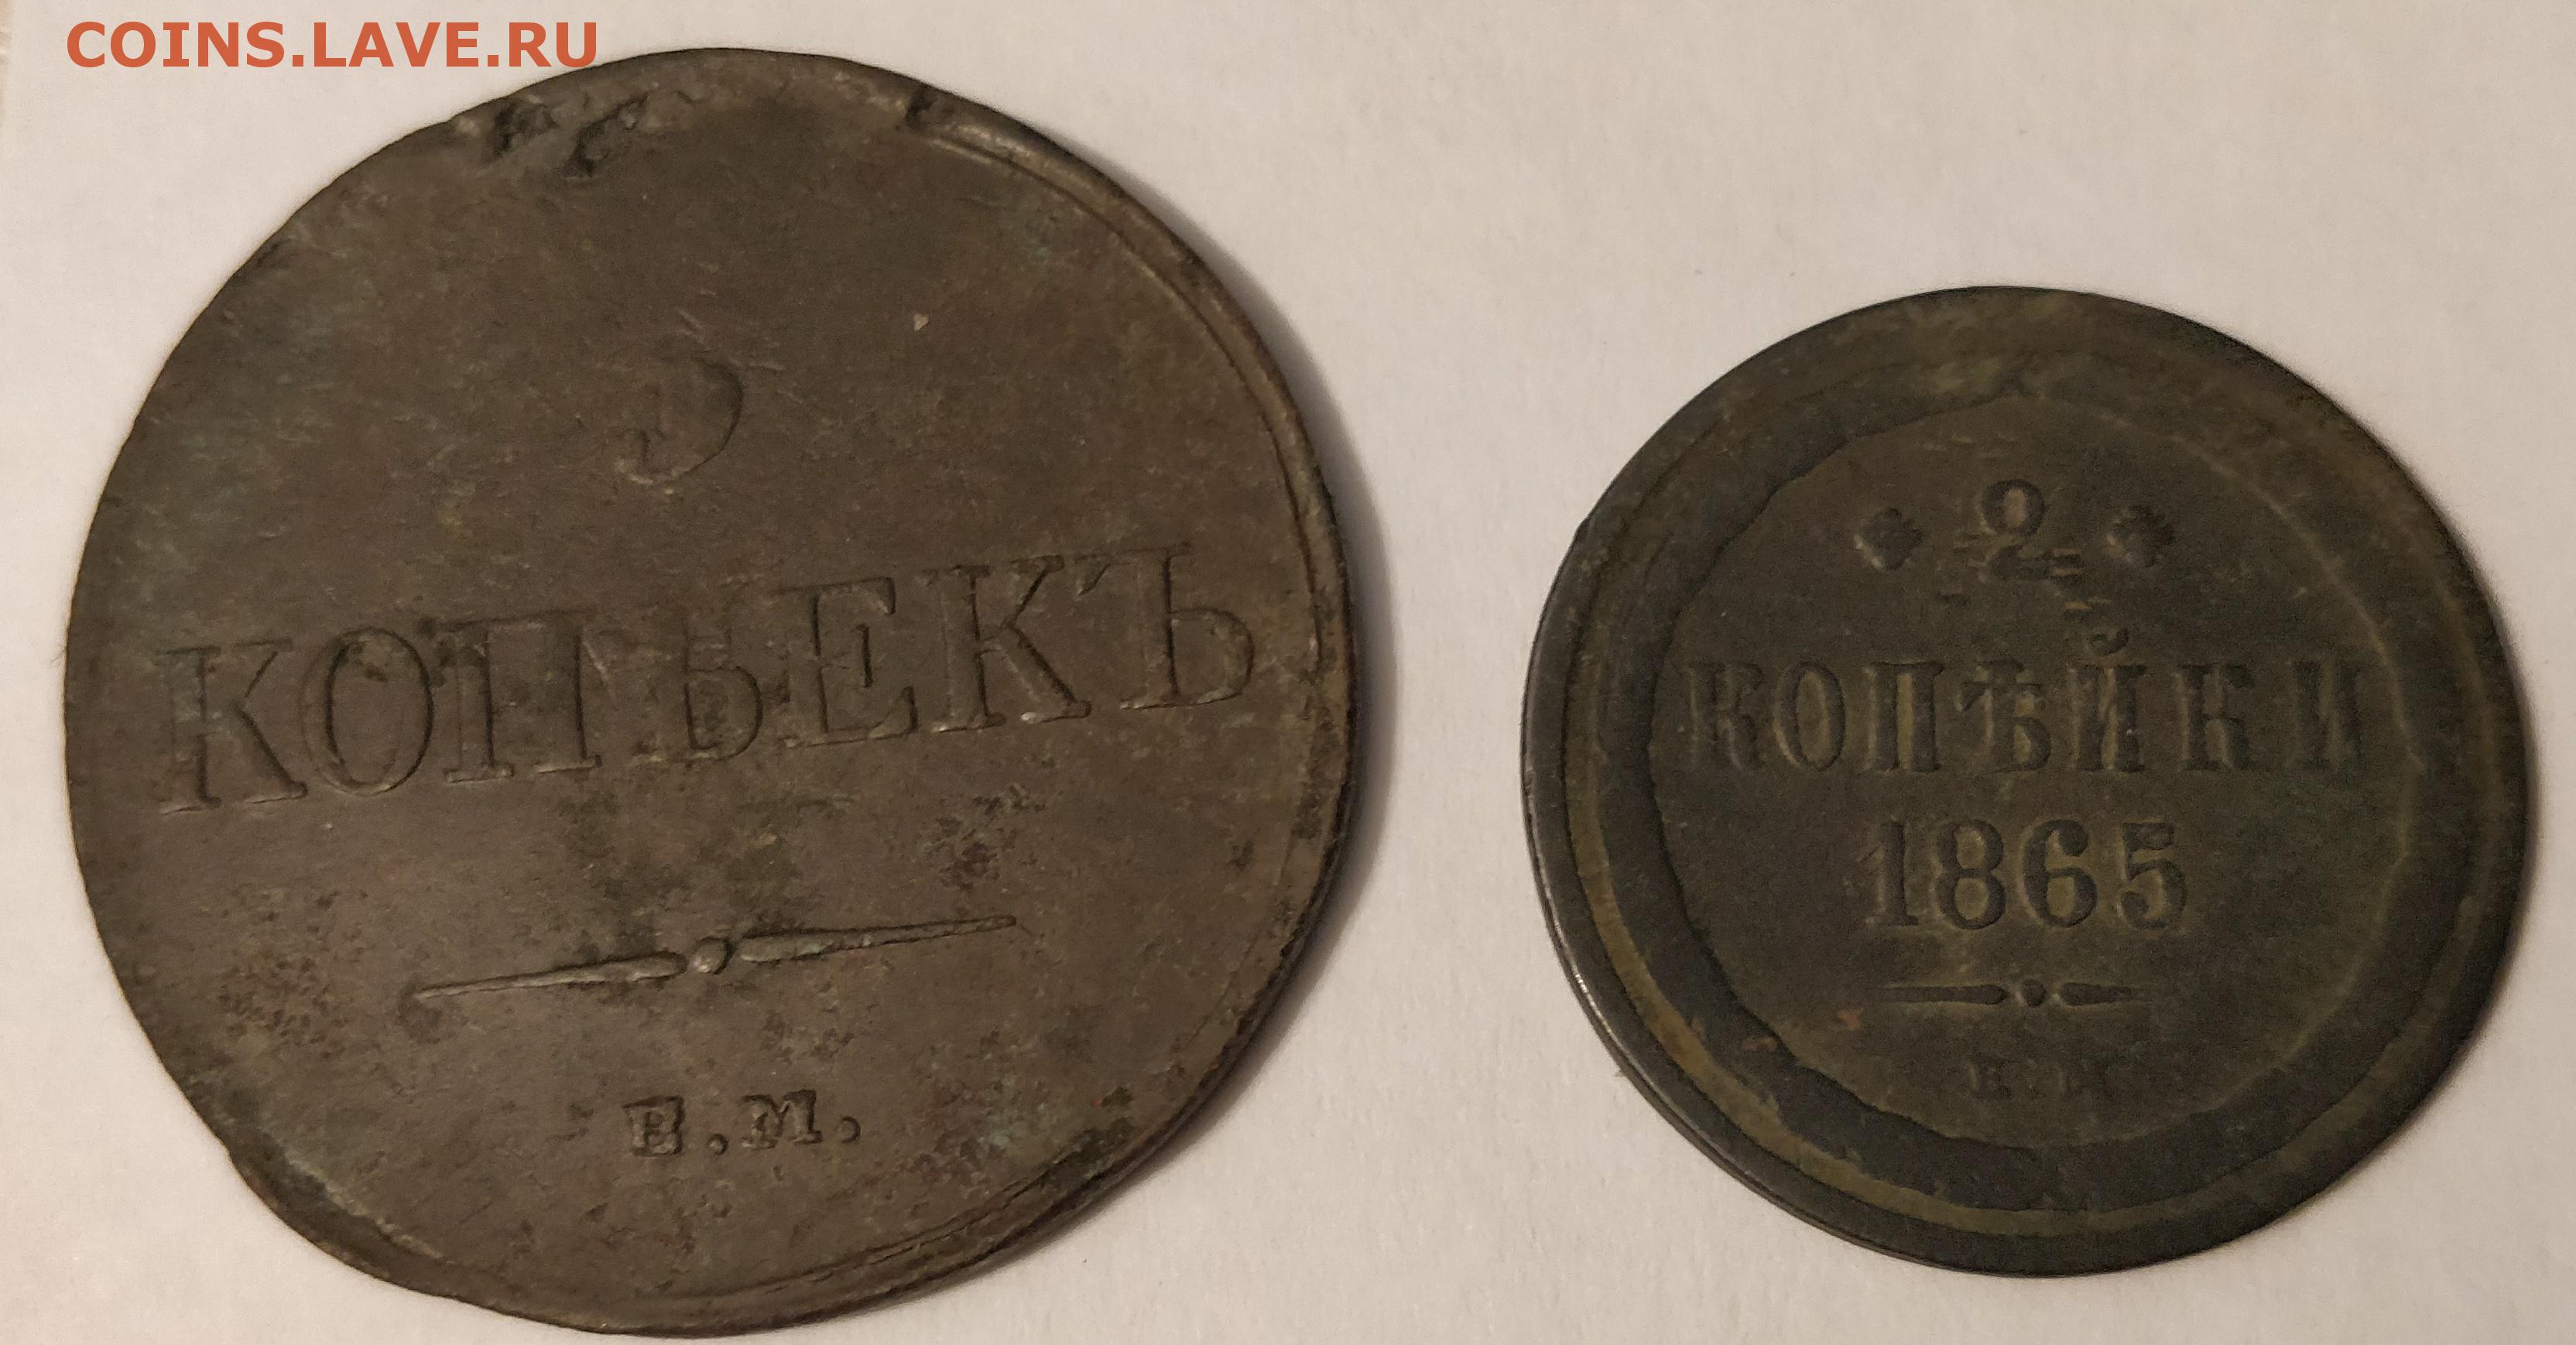 COINS.LAVE.RU
5
КОПѢЕКЪ
Е.М.
2
КОПѢЙКИ
1865
Е.М